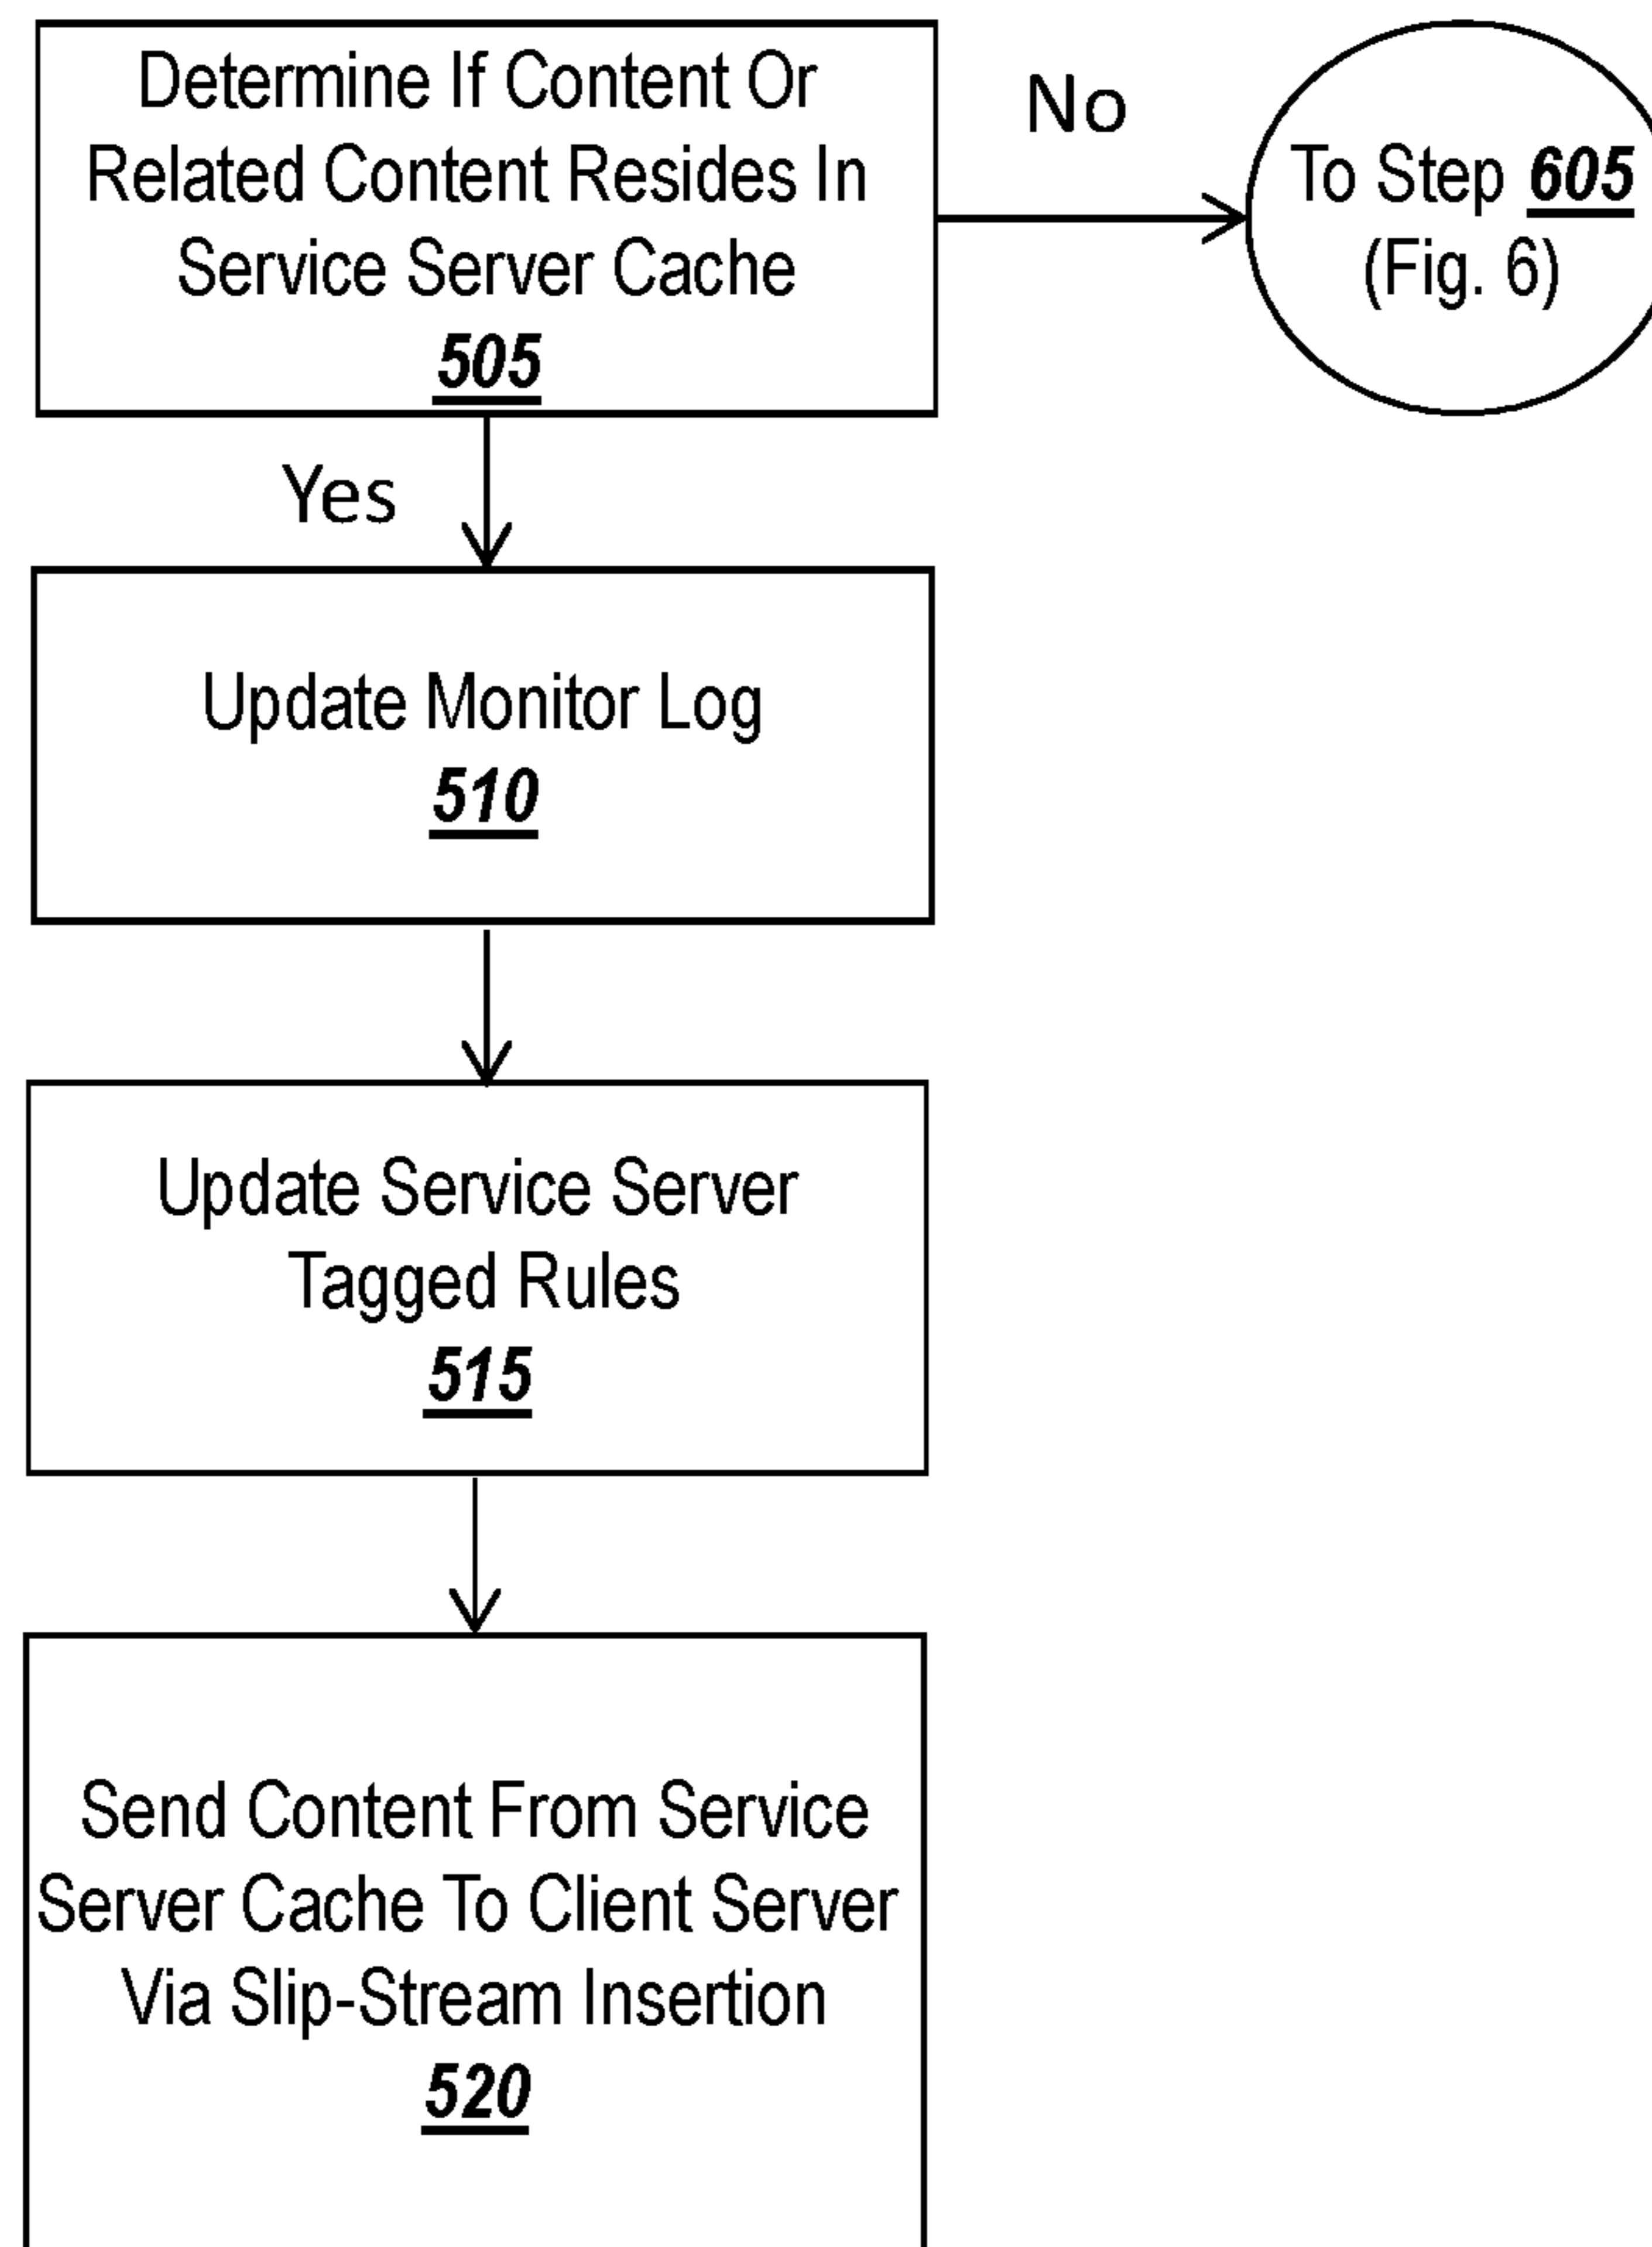 Determine If Content Or
Related Content Resides In
Service Server Cache
505
No
To Step 605
(Fig. 6)
Yes
Update Monitor Log
510
Update Service Server
Tagged Rules
515
Send Content From Service
Server Cache To Client Server
Via Slip-Stream Insertion
520